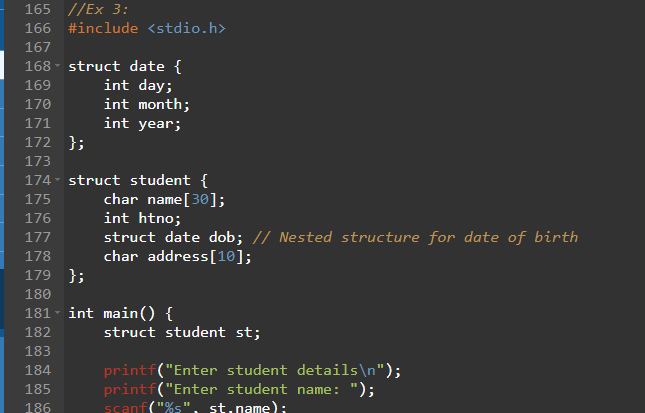 165 //Ex 3:
166 #include <stdio.h>
167
168 struct date {
169     int day;
170     int month;
171     int year;
172 };
173
174 struct student {
175     char name[30];
176     int htno;
177     struct date dob; // Nested structure for date of birth
178     char address[10];
179 };
180
181 int main() {
182     struct student st;
183
184     printf("Enter student details\n");
185     printf("Enter student name: ");
186     scanf("%s", st.name);